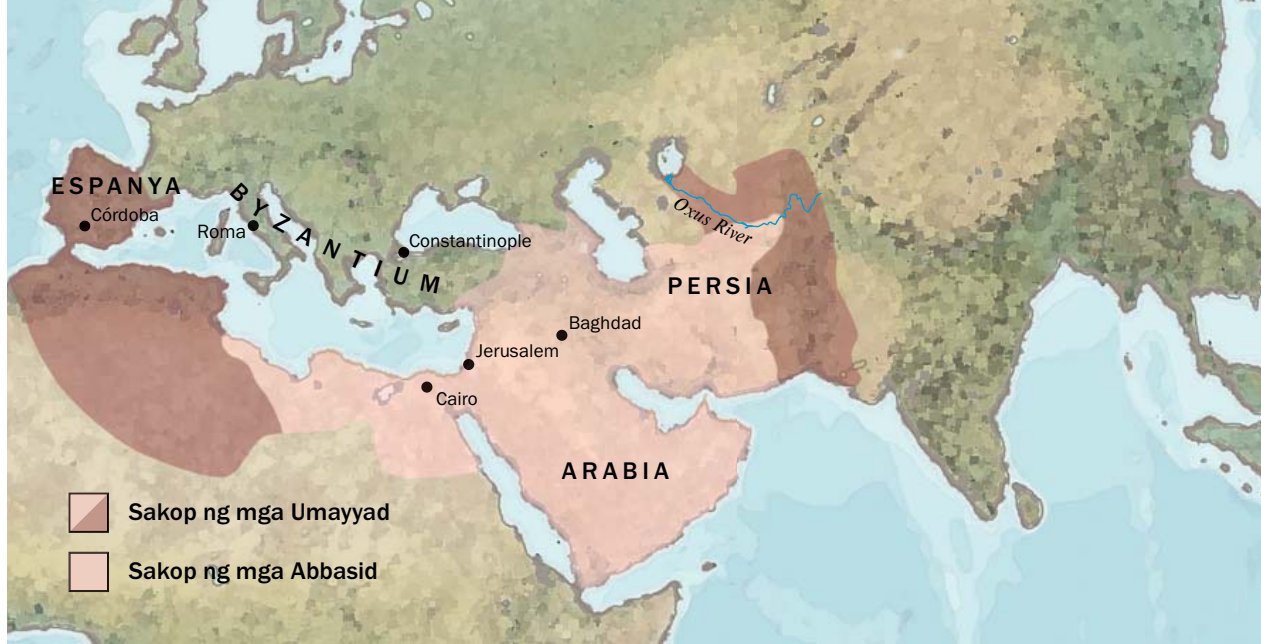 ESPANYA
Córdoba
Roma
BYZANTIUM
Constantinople
Oxus River
PERSIA
Baghdad
Jerusalem
Cairo
ARABIA
Sakop ng mga Umayyad
Sakop ng mga Abbasid